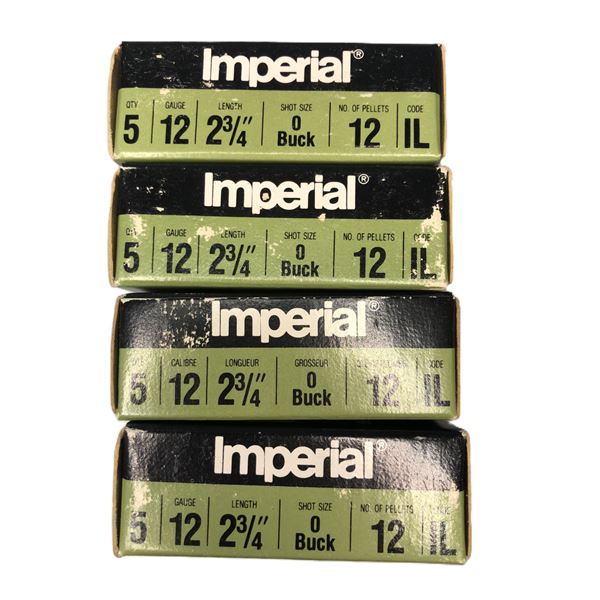 Imperial®
QTY GAUGE LENGTH SHOT SIZE NO. OF PELLETS CODE
5 12 2¾" 0 Buck 12 IL
Imperial®
QTY GAUGE LENGTH SHOT SIZE NO. OF PELLETS CODE
5 12 2¾" 0 Buck 12 IL
Imperial®
CALIBRE LONGUEUR GROSSEUR CODE
5 12 2¾" 0 Buck 12 IL
Imperial®
GAUGE LENGTH SHOT SIZE NO. OF PELLETS
5 12 2¾" 0 Buck 12 IL